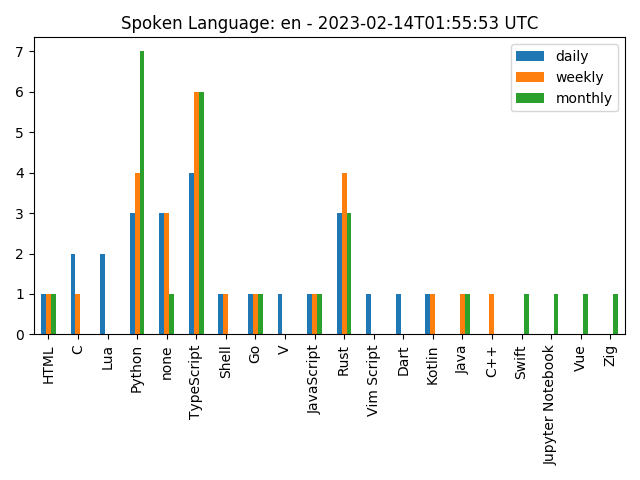 Spoken Language: en - 2023-02-14T01:55:53 UTC
daily
weekly
monthly
7
6
5
4
3
2
1
0
HTML
C
Lua
Python
none
TypeScript
Shell
Go
V
JavaScript
Rust
Vim Script
Dart
Kotlin
Java
C++
Swift
Jupyter Notebook
Vue
Zig